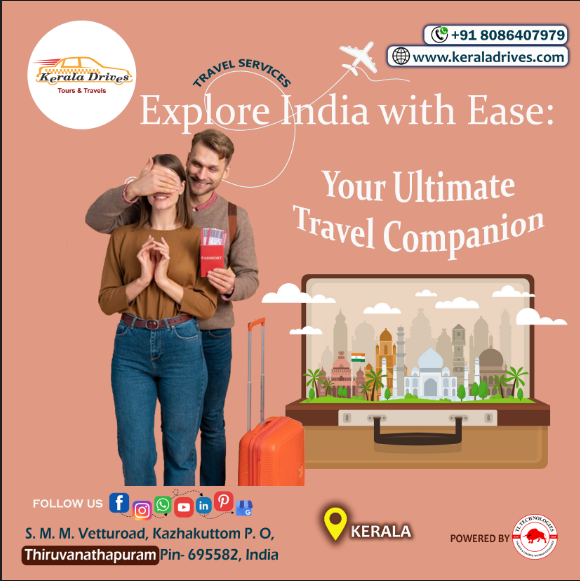 +91 8086407979
www.keraladrives.com
Kerala Drives
Tours & Travels
TRAVEL SERVICES
Explore India with Ease:
Your Ultimate
Travel Companion
PASSPORT
FOLLOW US
S. M. M. Vetturoad, Kazhakuttom P. O,
Thiruvanathapuram Pin- 695582, India
KERALA
POWERED BY